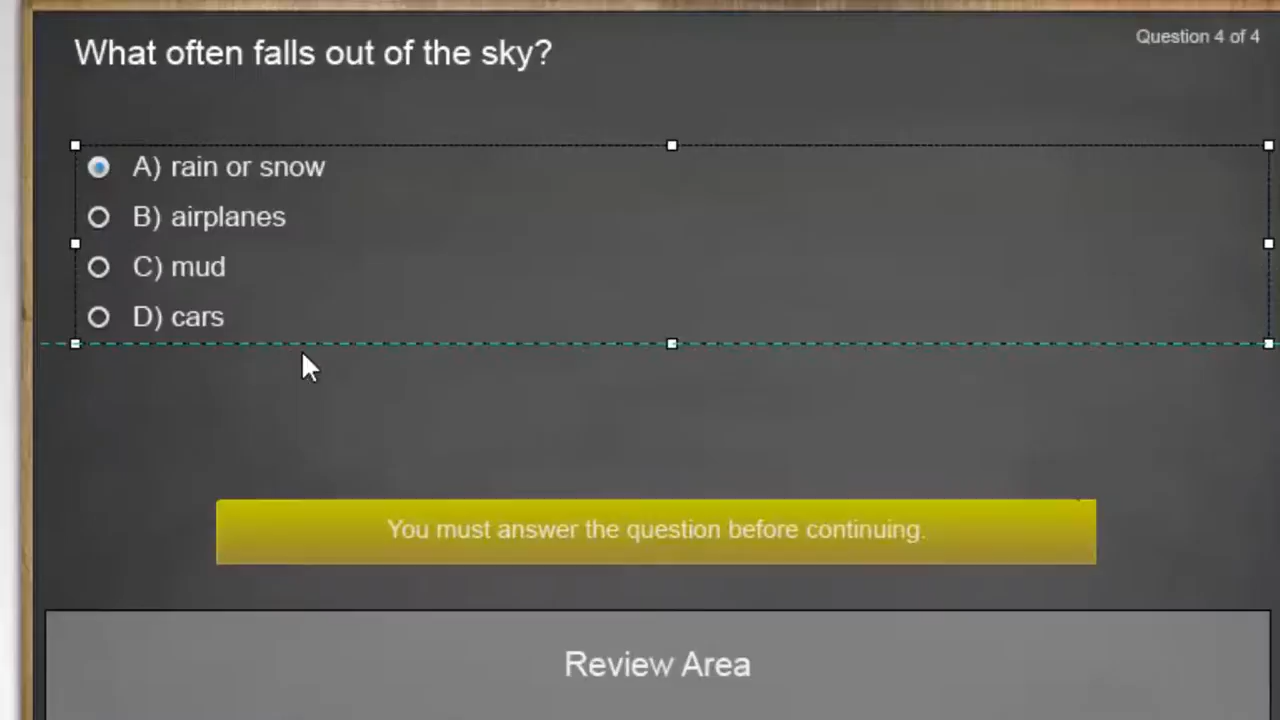 What often falls out of the sky?
Question 4 of 4
A) rain or snow
B) airplanes
C) mud
D) cars
You must answer the question before continuing.
Review Area